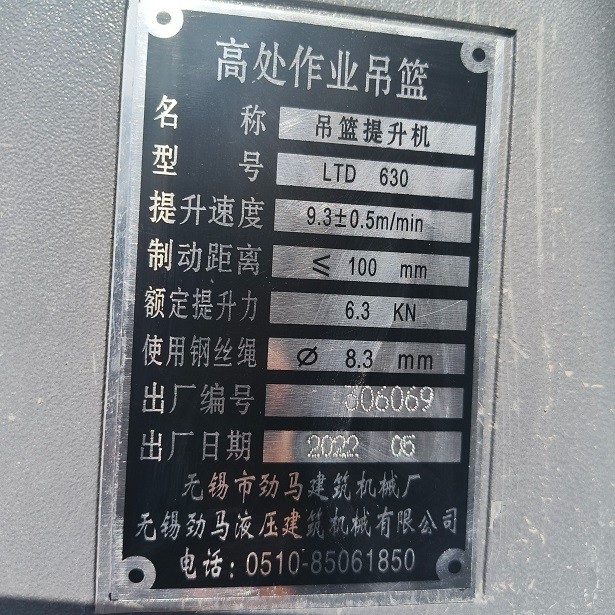 高处作业吊篮
名称 吊篮提升机
型号 LTD 630
提升速度 9.3±0.5m/min
制动距离 ≤ 100 mm
额定提升力 6.3 KN
使用钢丝绳 Ø 8.3 mm
出厂编号 306069
出厂日期 2022 05
无锡市劲马建筑机械厂
无锡劲马液压建筑机械有限公司
电话：0510-85061850